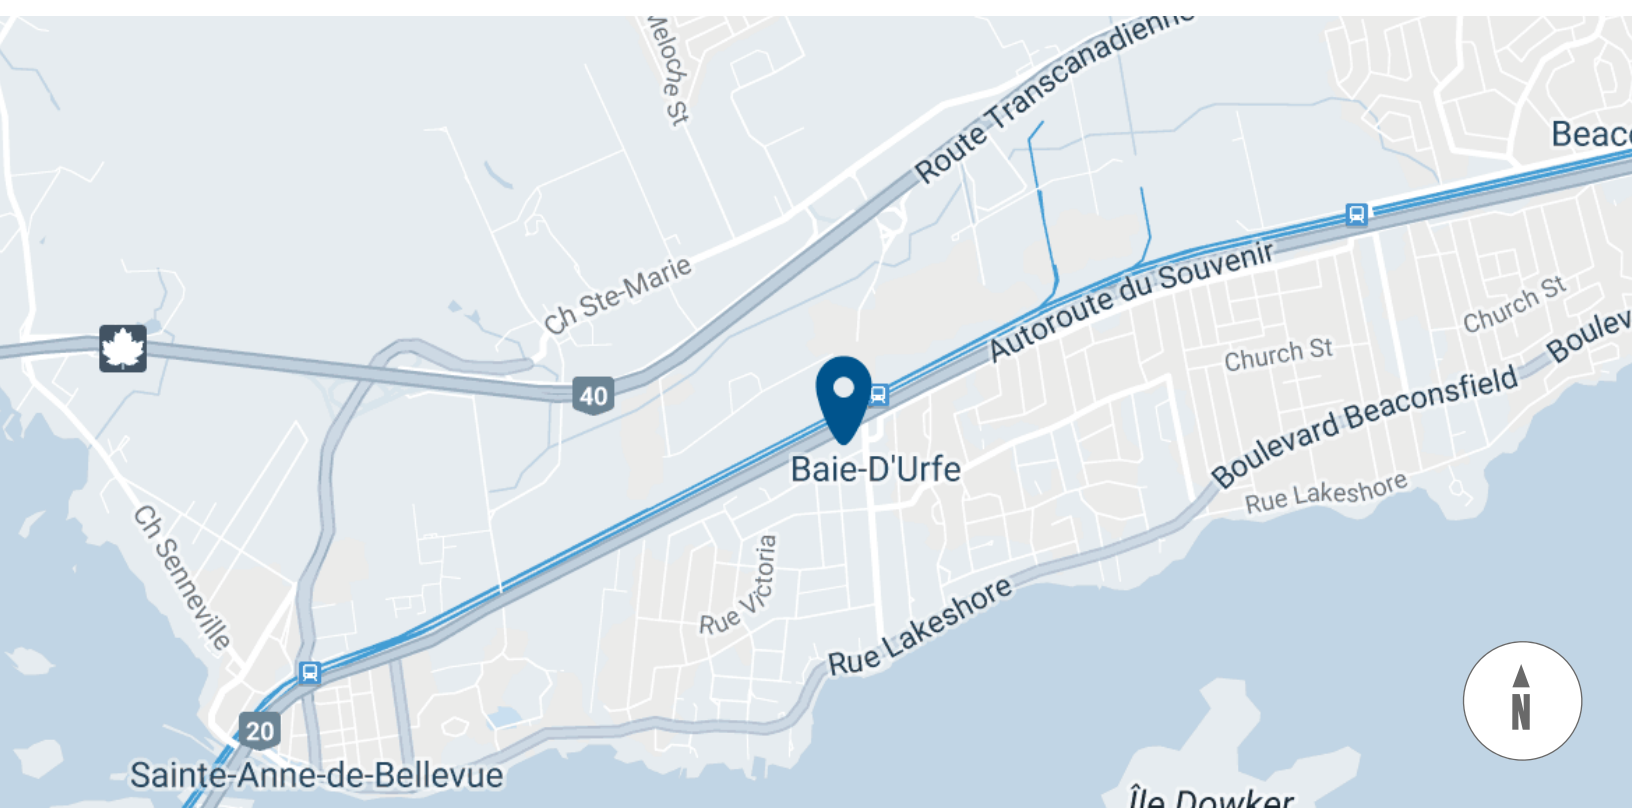 Meloche St
Route Transcanadienne
Beac
Ch Ste-Marie
Autoroute du Souvenir
Church St
Boulev
Church St
40
Boulevard Beaconsfield
Baie-D'Urfe
Rue Lakeshore
Ch Senneville
Rue Victoria
Rue Lakeshore
N
20
Sainte-Anne-de-Bellevue
Île Dowker